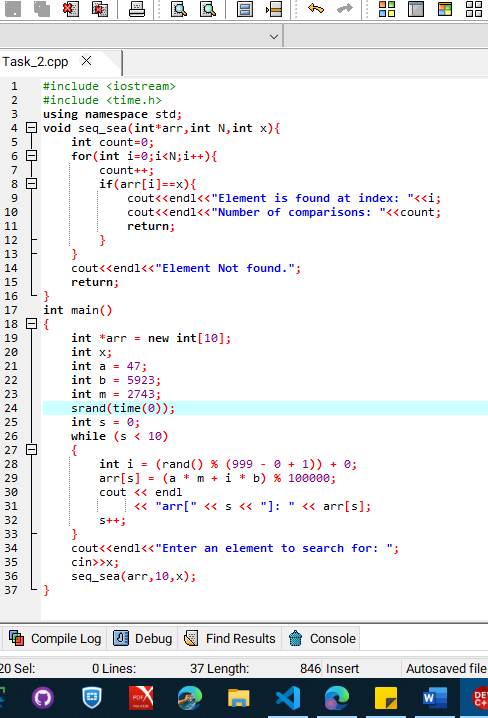 Task_2.cpp
1 #include <iostream>
2 #include <time.h>
3 using namespace std;
4 void seq_sea(int*arr,int N,int x){
5 int count=0;
6 for(int i=0;i<N;i++){
7 count++;
8 if(arr[i]==x){
9 cout<<endl<<"Element is found at index: "<<i;
10 cout<<endl<<"Number of comparisons: "<<count;
11 return;
12 }
13 }
14 cout<<endl<<"Element Not found.";
15 return;
16 }
17 int main()
18 {
19 int *arr = new int[10];
20 int x;
21 int a = 47;
22 int b = 5923;
23 int m = 2743;
24 srand(time(0));
25 int s = 0;
26 while (s < 10)
27 {
28 int i = (rand() % (999 - 0 + 1)) + 0;
29 arr[s] = (a * m + i * b) % 100000;
30 cout << endl
31 << "arr[" << s << "]: " << arr[s];
32 s++;
33 }
34 cout<<endl<<"Enter an element to search for: ";
35 cin>>x;
36 seq_sea(arr,10,x);
37 }
Compile Log Debug Find Results Console
20 Sel: 0 Lines: 37 Length: 846 Insert Autosaved file
PDF W DEV C+